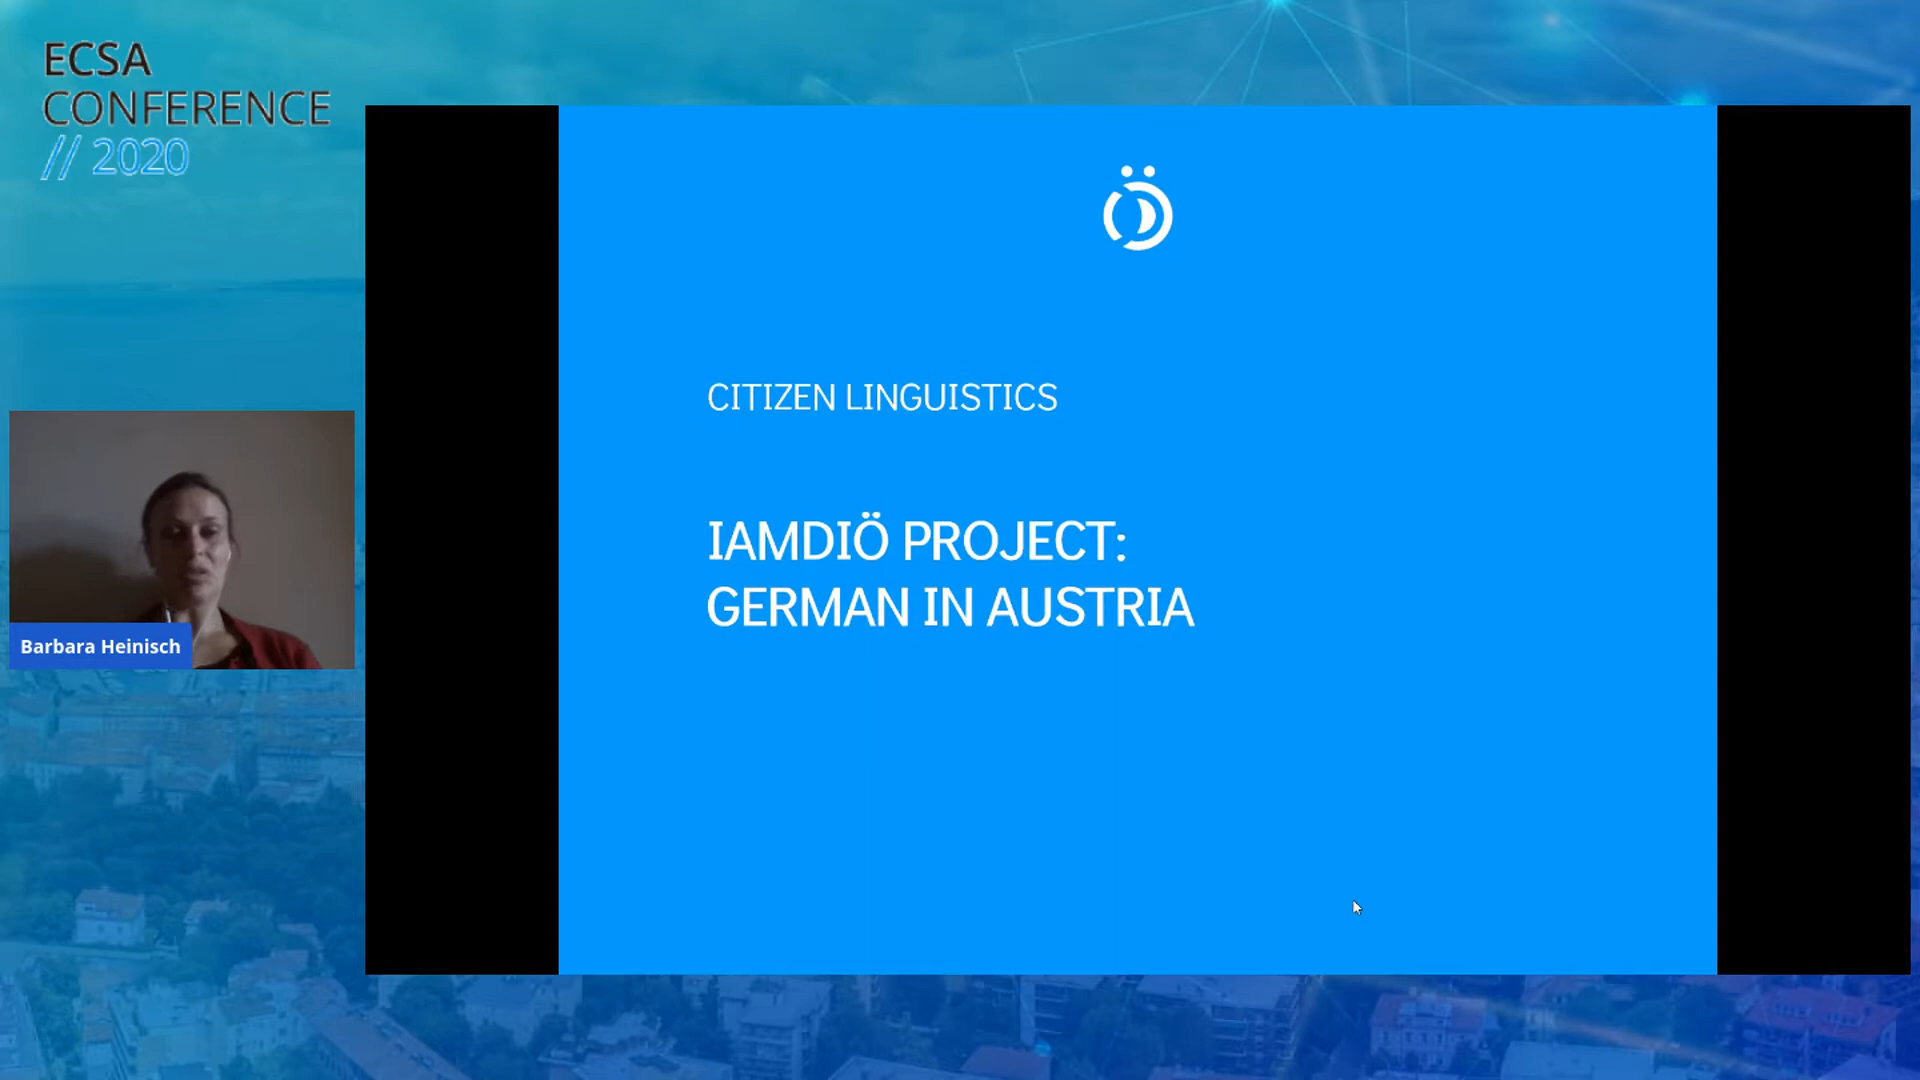 ECSA
CONFERENCE
// 2020
Barbara Heinisch
CITIZEN LINGUISTICS
IAMDIÖ PROJECT:
GERMAN IN AUSTRIA